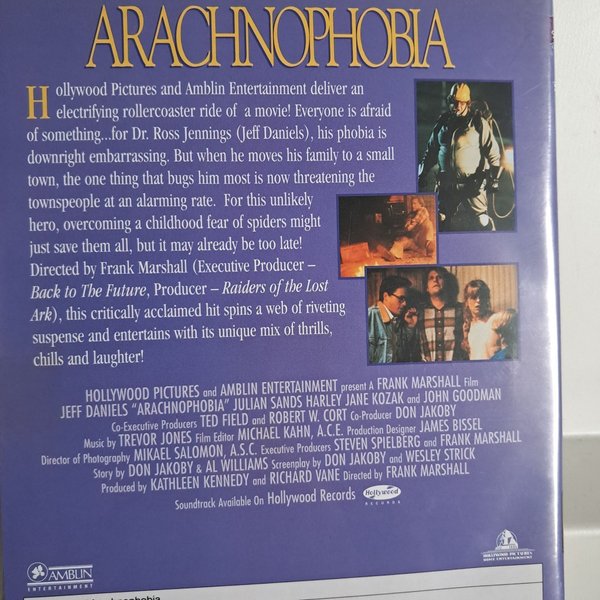 ARACHNOPHOBIA
Hollywood Pictures and Amblin Entertainment deliver an
electrifying rollercoaster ride of a movie! Everyone is afraid
of something...for Dr. Ross Jennings (Jeff Daniels), his phobia is
downright embarrassing. But when he moves his family to a small
town, the one thing that bugs him most is now threatening the
townspeople at an alarming rate. For this unlikely
hero, overcoming a childhood fear of spiders might
just save them all, but it may already be too late!
Directed by Frank Marshall (Executive Producer –
Back to The Future, Producer – Raiders of the Lost
Ark), this critically acclaimed hit spins a web of riveting
suspense and entertains with its unique mix of thrills,
chills and laughter!
HOLLYWOOD PICTURES and AMBLIN ENTERTAINMENT present A FRANK MARSHALL Film
JEFF DANIELS "ARACHNOPHOBIA" JULIAN SANDS HARLEY JANE KOZAK and JOHN GOODMAN
Co-Executive Producers TED FIELD and ROBERT W. CORT Co-Producer DON JAKOBY
Music by TREVOR JONES Film Editor MICHAEL KAHN, A.C.E. Production Designer JAMES BISSEL
Director of Photography MIKAEL SALOMON, A.S.C. Executive Producers STEVEN SPIELBERG and FRANK MARSHALL
Story by DON JAKOBY & AL WILLIAMS Screenplay by DON JAKOBY and WESLEY STRICK
Produced by KATHLEEN KENNEDY and RICHARD VANE Directed by FRANK MARSHALL
Soundtrack Available On Hollywood Records
Hollywood
RECORDS
AMBLIN
ENTERTAINMENT
HOLLYWOOD PICTURES
HOME ENTERTAINMENT